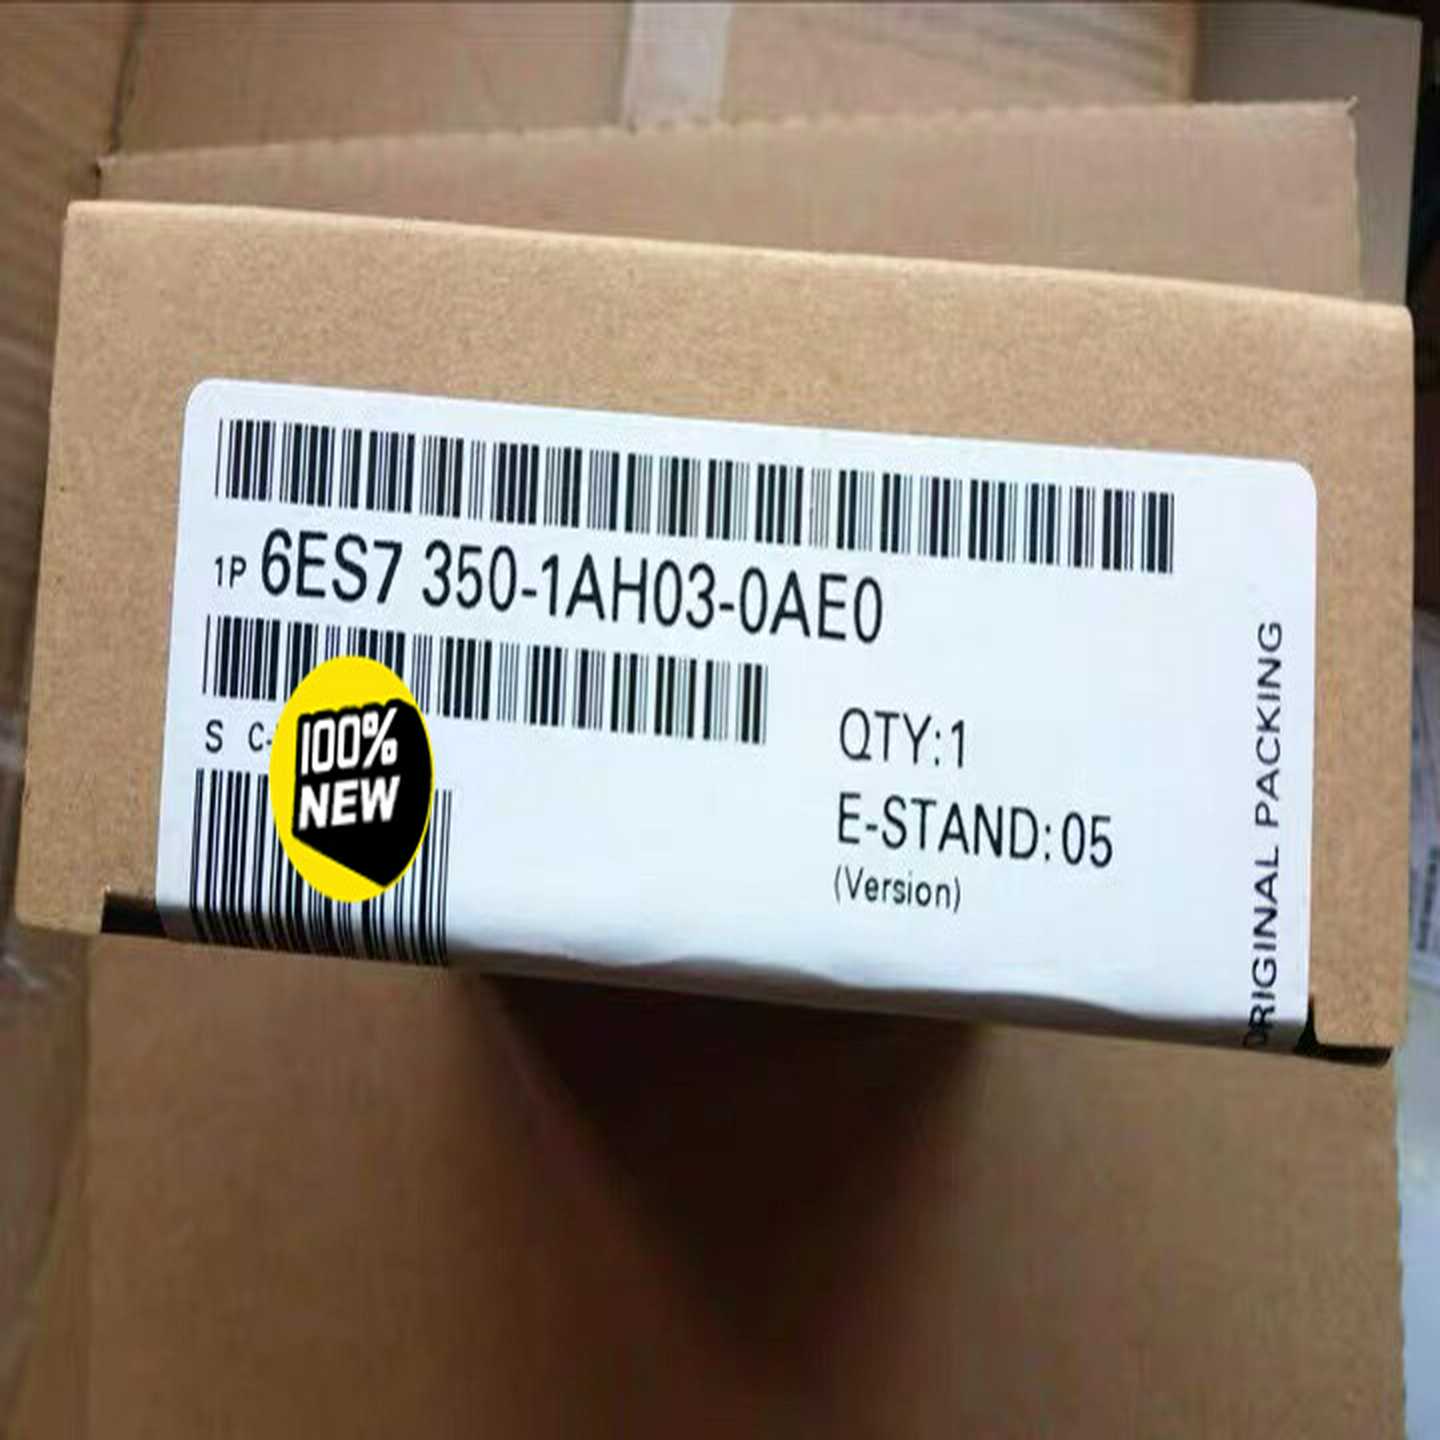 1P 6ES7 350-1AH03-0AE0
S C-
100%
NEW
QTY:1
E-STAND:05
(Version)
ORIGINAL PACKING